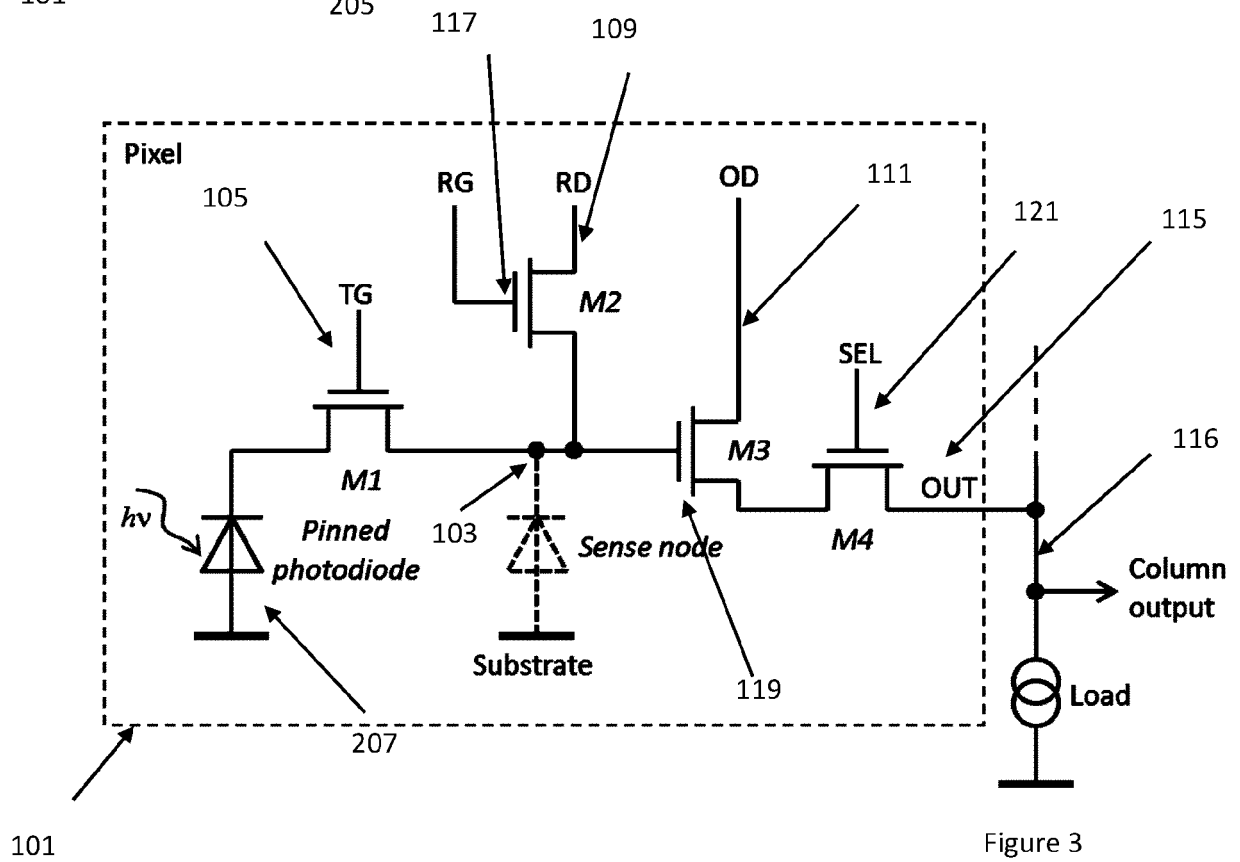 101
205
117
109
Pixel
105
RG
RD
OD
111
121
115
TG
M2
SEL
M3
116
M1
OUT
hν
Pinned
photodiode
103
Sense node
M4
Column
output
Substrate
119
Load
207
101
Figure 3